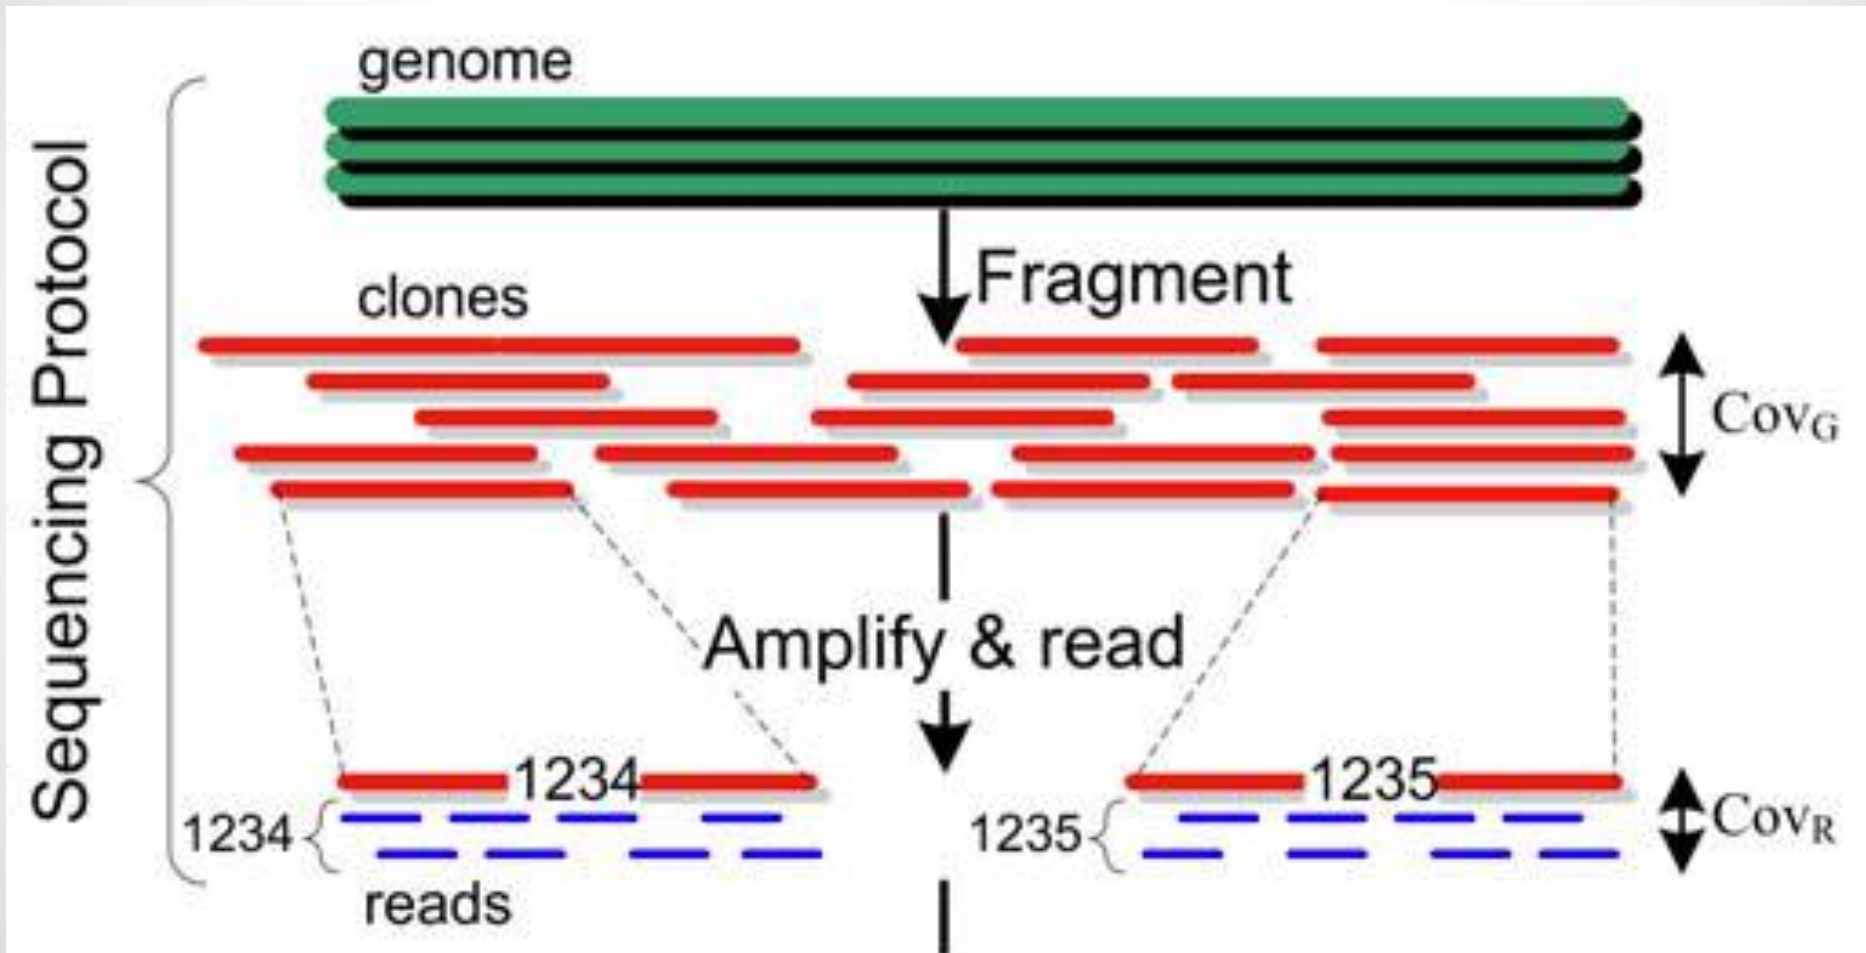 Sequencing Protocol
genome
Fragment
clones
CovG
Amplify & read
1234
1235
1234
1235
CovR
reads